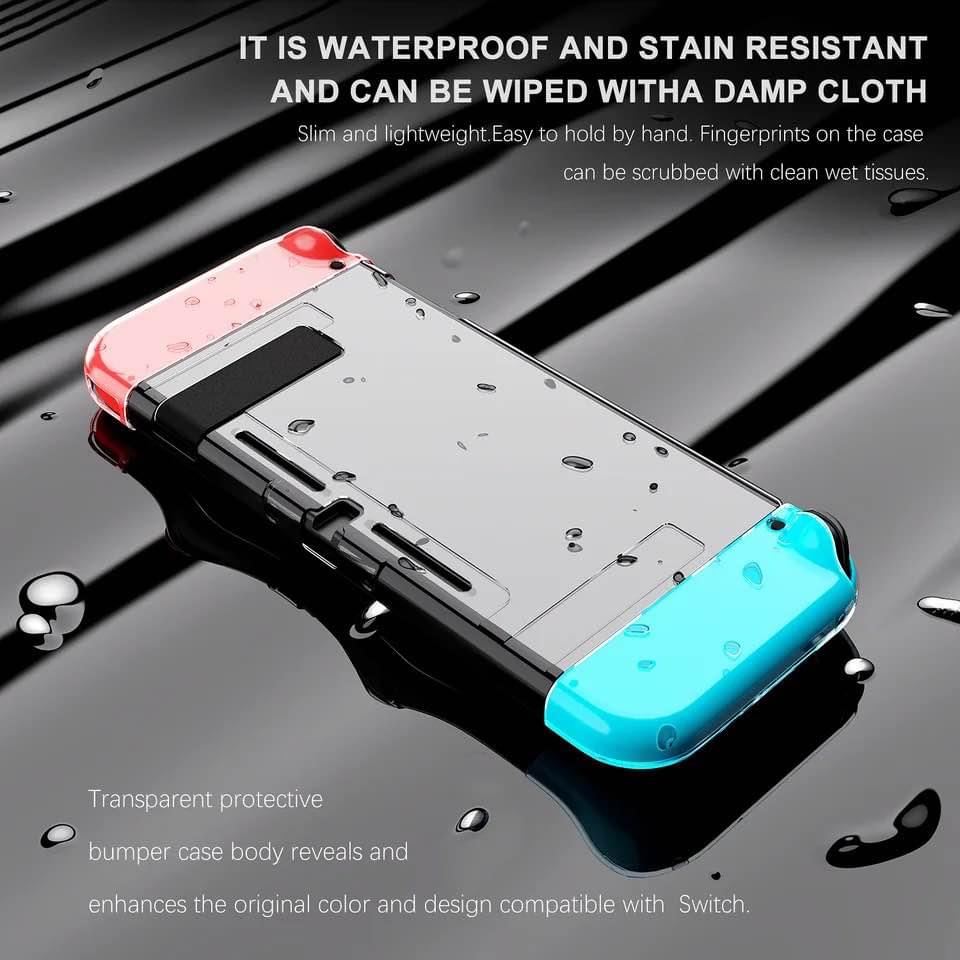 IT IS WATERPROOF AND STAIN RESISTANT
AND CAN BE WIPED WITHA DAMP CLOTH
Slim and lightweight.Easy to hold by hand. Fingerprints on the case
can be scrubbed with clean wet tissues.
Transparent protective
bumper case body reveals and
enhances the original color and design compatible with  Switch.